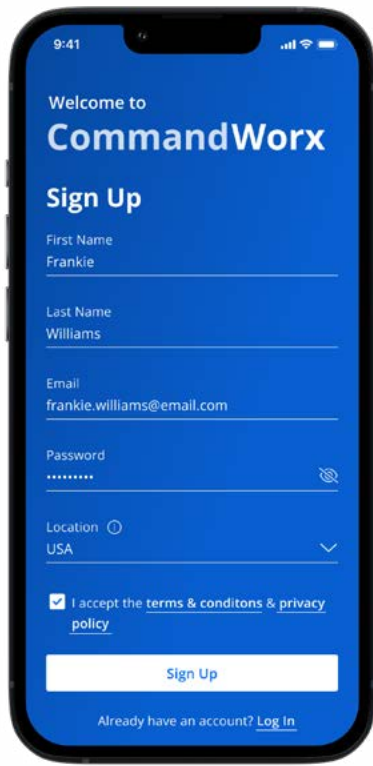 9:41
Welcome to
CommandWorx
Sign Up
First Name
Frankie
Last Name
Williams
Email
frankie.williams@email.com
Password
•••••••••
Location ⓘ
USA
I accept the terms & conditons & privacy
policy
Sign Up
Already have an account? Log In